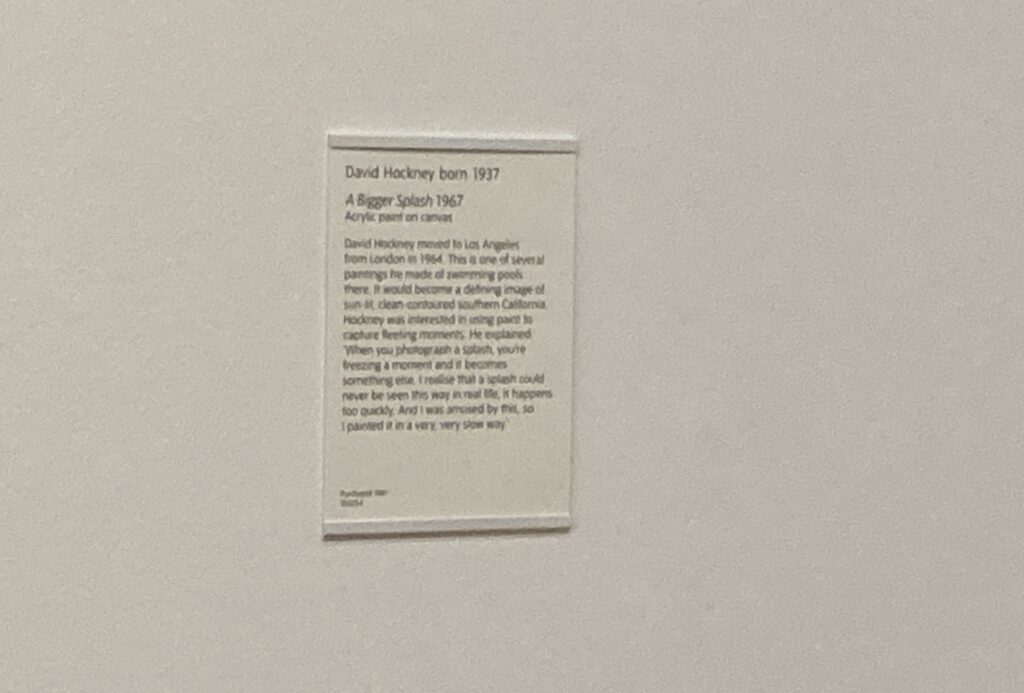 David Hockney born 1937
A Bigger Splash 1967
Acrylic paint on canvas
David Hockney moved to Los Angeles
from London in 1964. This is one of several
paintings he made of swimming pools
there. It would become a defining image of
sun-lit, clean-contoured southern California.
Hockney was interested in using paint to
capture fleeting moments. He explained:
'When you photograph a splash, you're
freezing a moment and it becomes
something else. I realise that a splash could
never be seen this way in real life, it happens
too quickly. And I was amused by this, so
I painted it in a very, very slow way.'
Purchased